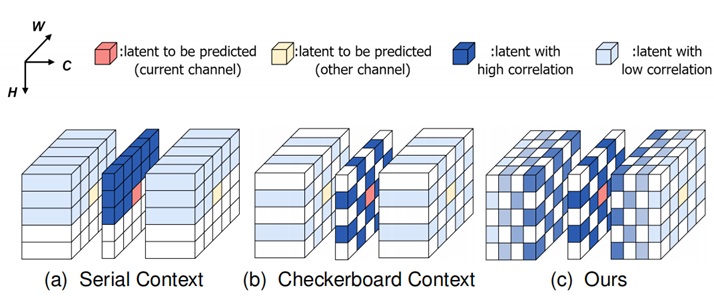 W
C
H
:latent to be predicted
(current channel)
:latent to be predicted
(other channel)
:latent with
high correlation
:latent with
low correlation
(a) Serial Context
(b) Checkerboard Context
(c) Ours